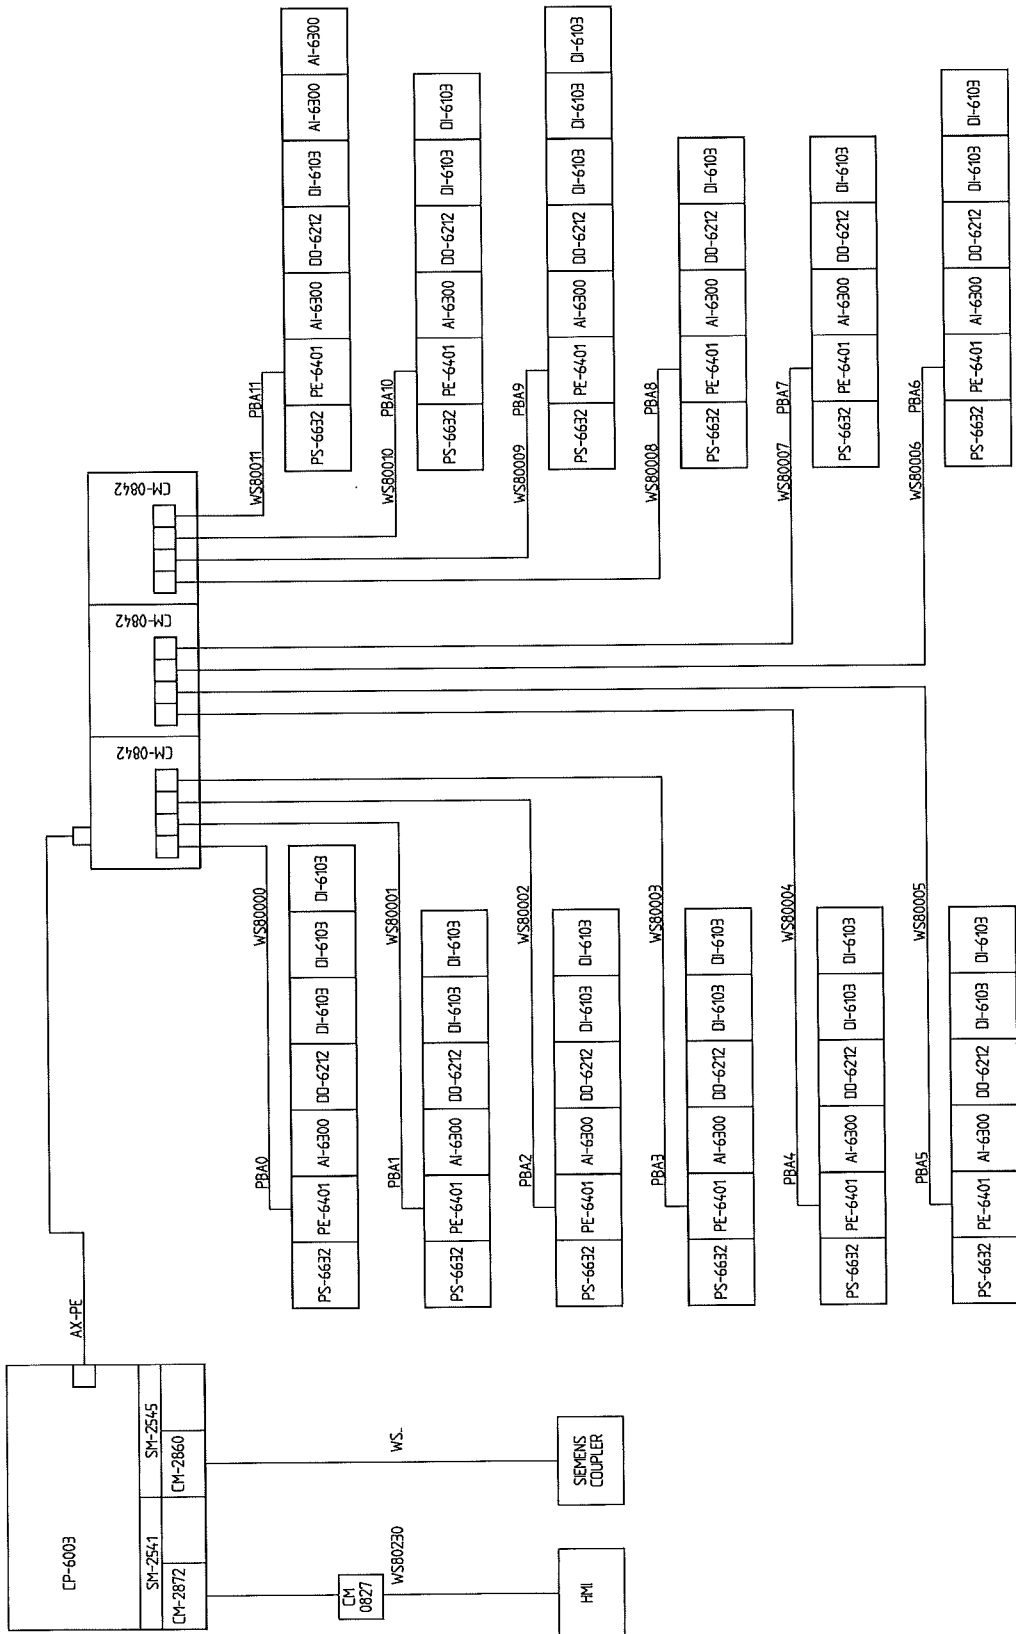 CP-6003
SM-2541
SM-2545
CM-2872
CM-2860
AX-PE
CM
0827
WS80230
HMI
WS.
SIEMENS
COUPLER
CM-0842
CM-0842
CM-0842
PBA0
WS80000
PS-6632 PE-6401 AI-6300 DO-6212 DI-6103 DI-6103 DI-6103
PBA1
WS80001
PS-6632 PE-6401 AI-6300 DO-6212 DI-6103 DI-6103
PBA2
WS80002
PS-6632 PE-6401 AI-6300 DO-6212 DI-6103 DI-6103
PBA3
WS80003
PS-6632 PE-6401 AI-6300 DO-6212 DI-6103 DI-6103
PBA4
WS80004
PS-6632 PE-6401 AI-6300 DO-6212 DI-6103 DI-6103
PBA5
WS80005
PS-6632 PE-6401 AI-6300 DO-6212 DI-6103 DI-6103
WS80011
PBA11
PS-6632 PE-6401 AI-6300 DO-6212 DI-6103 AI-6300 AI-6300
WS80010
PBA10
PS-6632 PE-6401 AI-6300 DO-6212 DI-6103 DI-6103
WS80009
PBA9
PS-6632 PE-6401 AI-6300 DO-6212 DI-6103 DI-6103 DI-6103
WS80008
PBA8
PS-6632 PE-6401 AI-6300 DO-6212 DI-6103
WS80007
PBA7
PS-6632 PE-6401 AI-6300 DO-6212 DI-6103
WS80006
PBA6
PS-6632 PE-6401 AI-6300 DO-6212 DI-6103 DI-6103